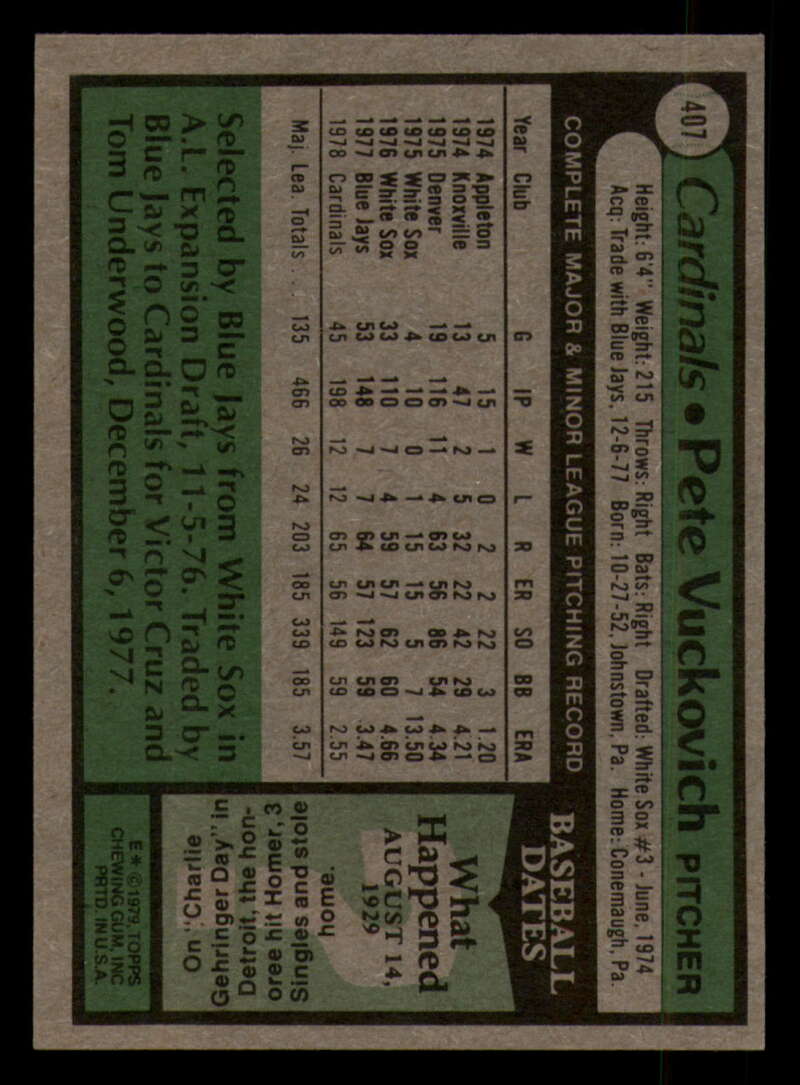 407
Cardinals • Pete Vuckovich PITCHER
Height: 6'4" Weight: 215 Throws: Right Bats: Right Drafted: White Sox #3 - June, 1974
Acq: Trade with Blue Jays, 12-6-77 Born: 10-27-52, Johnstown, Pa. Home: Conemaugh, Pa.
COMPLETE MAJOR & MINOR LEAGUE PITCHING RECORD
Year Club G IP W L R ER SO BB ERA
1974 Appleton 5 15 1 0 2 2 22 3 1.20
1974 Knoxville 13 47 2 5 32 22 42 29 4.21
1975 Denver 19 116 11 4 63 56 86 54 4.34
1975 White Sox 4 10 0 1 15 15 5 7 13.50
1976 White Sox 33 110 7 4 59 57 62 60 4.66
1977 Blue Jays 53 148 7 7 64 57 123 59 3.47
1978 Cardinals 45 198 12 12 65 56 149 59 2.55
Maj. Lea. Totals . . . 135 466 26 24 203 185 339 185 3.57
Selected by Blue Jays from White Sox in
A.L. Expansion Draft, 11-5-76. Traded by
Blue Jays to Cardinals for Victor Cruz and
Tom Underwood, December 6, 1977.
BASEBALL
DATES
What
Happened
AUGUST 14,
1929
On "Charlie
Gehringer Day" in
Detroit, the hon-
oree hit Homer, 3
Singles and stole
home.
E * © 1979 TOPPS
CHEWING GUM, INC
PRTD. IN U.S.A.